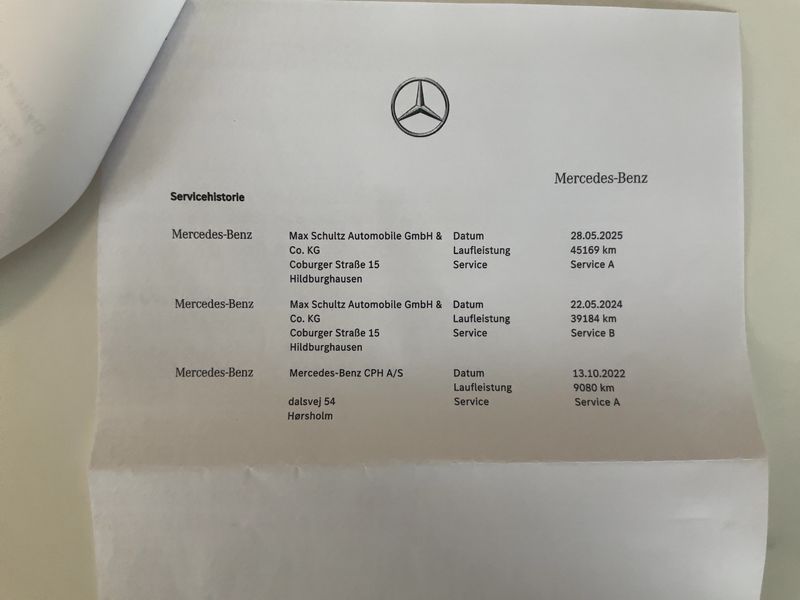 Mercedes-Benz
Servicehistorie
Mercedes-Benz Max Schultz Automobile GmbH & Datum 28.05.2025
Co. KG Laufleistung 45169 km
Coburger Straße 15 Service Service A
Hildburghausen
Mercedes-Benz Max Schultz Automobile GmbH & Datum 22.05.2024
Co. KG Laufleistung 39184 km
Coburger Straße 15 Service Service B
Hildburghausen
Mercedes-Benz Mercedes-Benz CPH A/S Datum 13.10.2022
Laufleistung 9080 km
dalsvej 54 Service Service A
Hørsholm